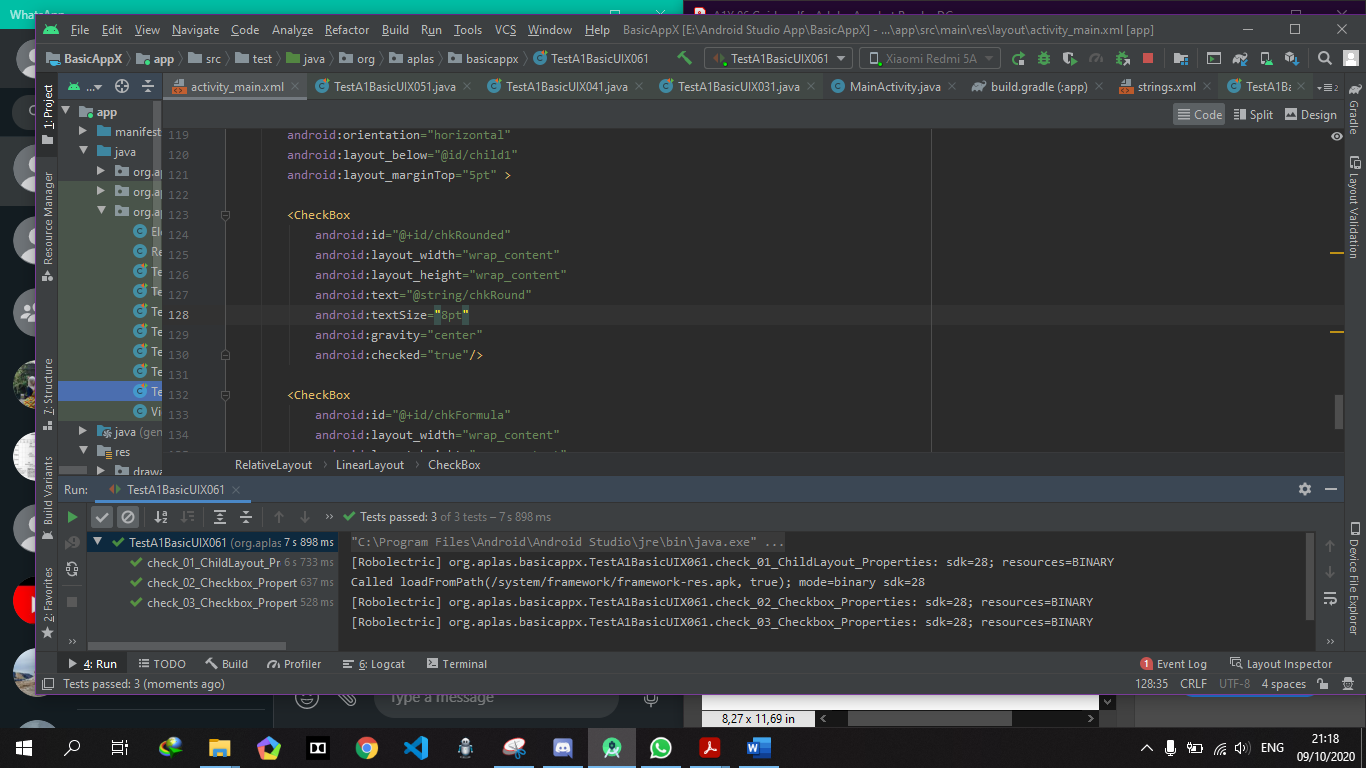 WhatsApp
File Edit View Navigate Code Analyze Refactor Build Run Tools VCS Window Help BasicAppX [E:\Android Studio App\BasicAppX] - ...\app\src\main\res\layout\activity_main.xml [app]
BasicAppX app src test java org aplas basicappx TestA1BasicUIX061 TestA1BasicUIX061 Xiaomi Redmi 5A
activity_main.xml TestA1BasicUIX051.java TestA1BasicUIX041.java TestA1BasicUIX031.java MainActivity.java build.gradle (:app) strings.xml TestA1Ba
Code Split Design
1: Project
Resource Manager
7: Structure
Build Variants
2: Favorites
app
manifest
java
org.a
org.a
org.a
El
Re
Te
Te
Te
Te
Te
Te
Te
Vi
java (gen
res
drawa
119 android:orientation="horizontal"
120 android:layout_below="@id/child1"
121 android:layout_marginTop="5pt" >
122
123 <CheckBox
124 android:id="@+id/chkRounded"
125 android:layout_width="wrap_content"
126 android:layout_height="wrap_content"
127 android:text="@string/chkRound"
128 android:textSize="8pt"
129 android:gravity="center"
130 android:checked="true"/>
131
132 <CheckBox
133 android:id="@+id/chkFormula"
134 android:layout_width="wrap_content"
RelativeLayout LinearLayout CheckBox
Gradle
Layout Validation
Device File Explorer
Run: TestA1BasicUIX061
Tests passed: 3 of 3 tests – 7 s 898 ms
TestA1BasicUIX061 (org.aplas 7 s 898 ms
check_01_ChildLayout_Pr 6 s 733 ms
check_02_Checkbox_Propert 637 ms
check_03_Checkbox_Propert 528 ms
"C:\Program Files\Android\Android Studio\jre\bin\java.exe" ...
[Robolectric] org.aplas.basicappx.TestA1BasicUIX061.check_01_ChildLayout_Properties: sdk=28; resources=BINARY
Called loadFromPath(/system/framework/framework-res.apk, true); mode=binary sdk=28
[Robolectric] org.aplas.basicappx.TestA1BasicUIX061.check_02_Checkbox_Properties: sdk=28; resources=BINARY
[Robolectric] org.aplas.basicappx.TestA1BasicUIX061.check_03_Checkbox_Properties: sdk=28; resources=BINARY
4: Run TODO Build Profiler 6: Logcat Terminal 1 Event Log Layout Inspector
Tests passed: 3 (moments ago) 128:35 CRLF UTF-8 4 spaces
Type a message
8,27 x 11,69 in
ENG
21:18
09/10/2020